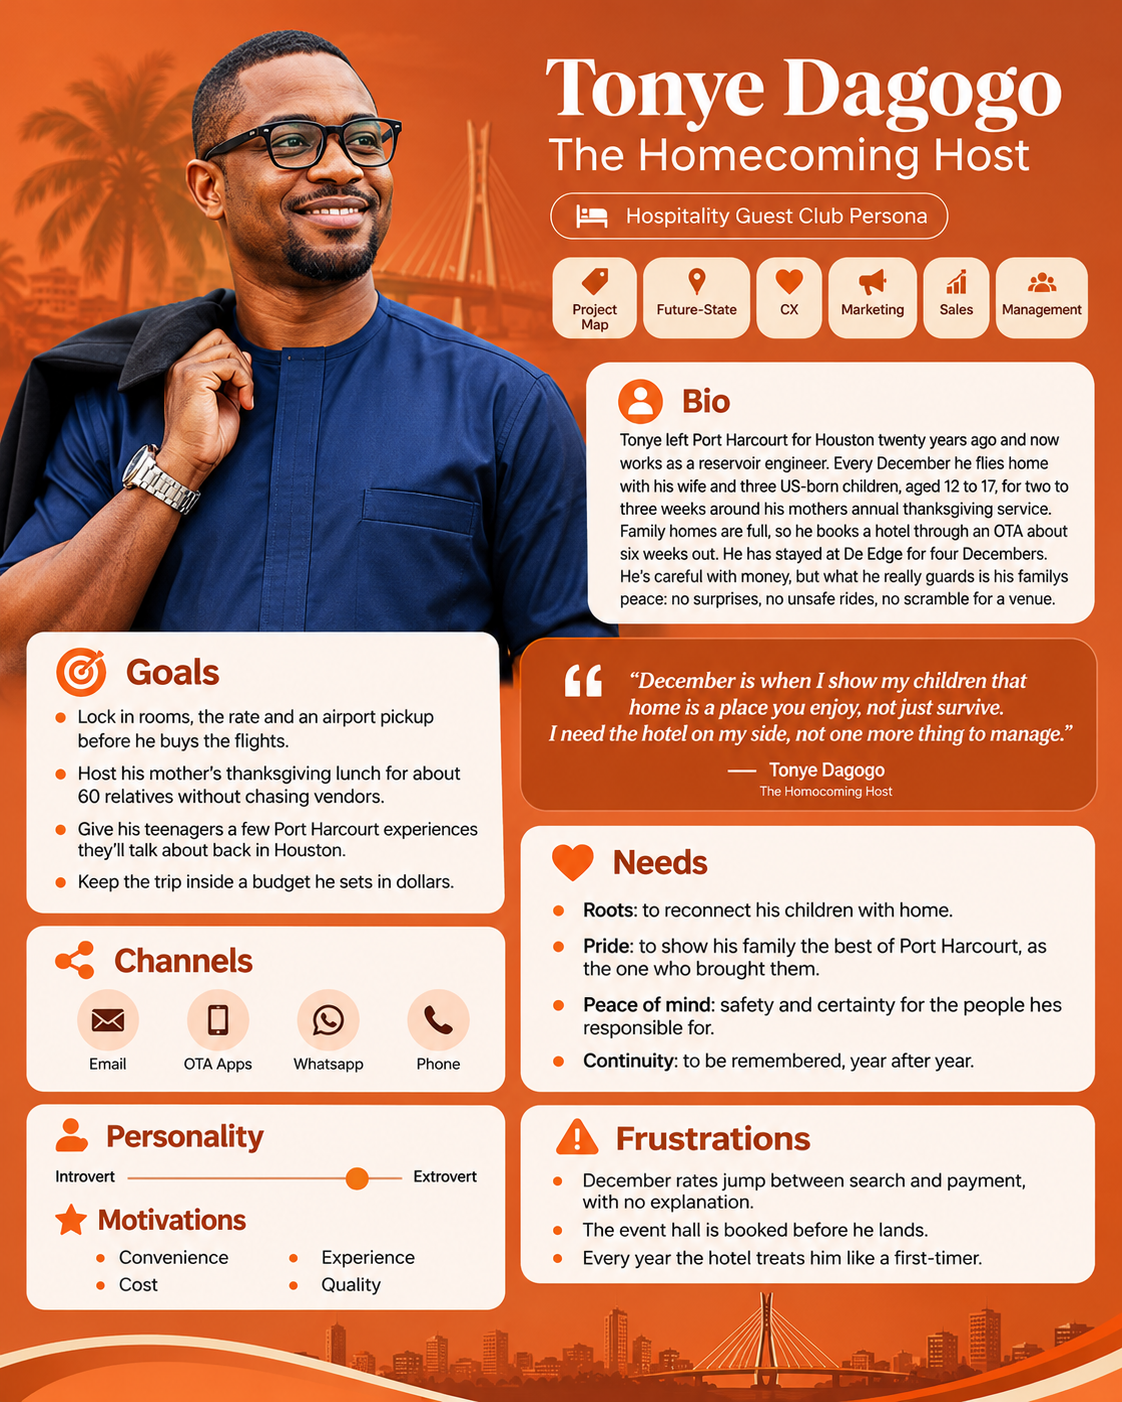 Tonye Dagogo
The Homecoming Host
Hospitality Guest Club Persona
Project
Map
Future-State
CX
Marketing
Sales
Management
Bio
Tonye left Port Harcourt for Houston twenty years ago and now
works as a reservoir engineer. Every December he flies home
with his wife and three US-born children, aged 12 to 17, for two to
three weeks around his mothers annual thanksgiving service.
Family homes are full, so he books a hotel through an OTA about
six weeks out. He has stayed at De Edge for four Decembers.
He's careful with money, but what he really guards is his familys
peace: no surprises, no unsafe rides, no scramble for a venue.
Goals
Lock in rooms, the rate and an airport pickup
before he buys the flights.
Host his mother's thanksgiving lunch for about
60 relatives without chasing vendors.
Give his teenagers a few Port Harcourt experiences
they'll talk about back in Houston.
Keep the trip inside a budget he sets in dollars.
“December is when I show my children that
home is a place you enjoy, not just survive.
I need the hotel on my side, not one more thing to manage.”
— Tonye Dagogo
The Homocoming Host
Channels
Email
OTA Apps
Whatsapp
Phone
Needs
Roots: to reconnect his children with home.
Pride: to show his family the best of Port Harcourt, as
the one who brought them.
Peace of mind: safety and certainty for the people hes
responsible for.
Continuity: to be remembered, year after year.
Personality
Introvert
Extrovert
Motivations
Convenience
Experience
Cost
Quality
Frustrations
December rates jump between search and payment,
with no explanation.
The event hall is booked before he lands.
Every year the hotel treats him like a first-timer.